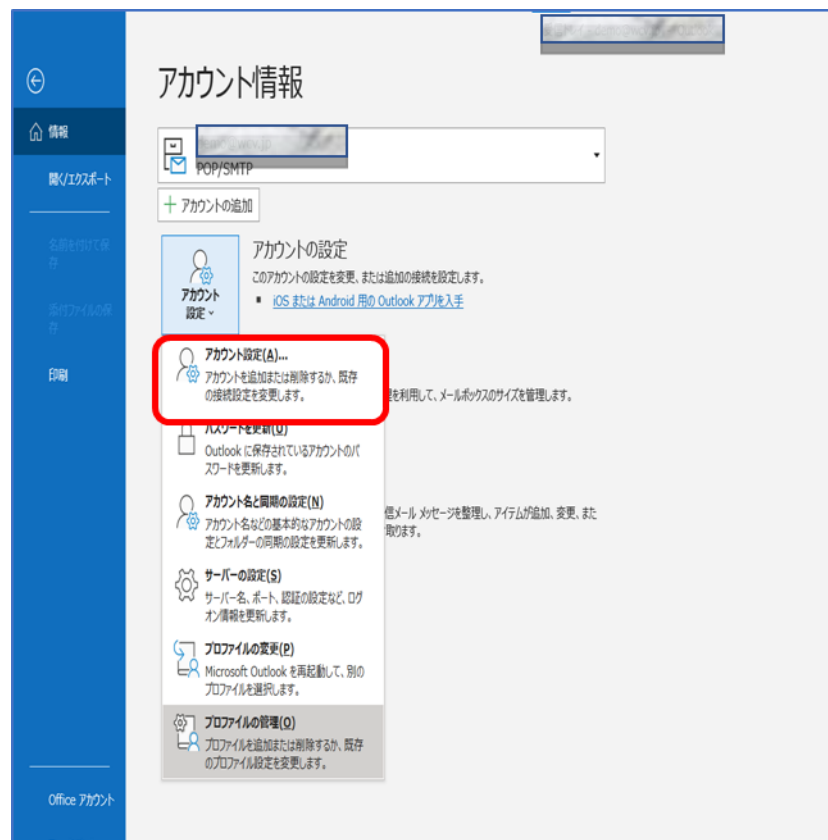 アカウント情報
情報
開く/エクスポート
名前を付けて保
存
添付ファイルの保
存
印刷
Office アカウント
POP/SMTP
アカウントの追加
アカウント
設定
アカウントの設定
このアカウントの設定を変更、または追加の接続を設定します。
iOS または Android 用の Outlook アプリを入手
アカウント設定(A)...
アカウントを追加または削除するか、既存
の接続設定を変更します。
を利用して、メールボックスのサイズを管理します。
パスワードを更新(U)
Outlook に保存されているアカウントのパ
スワードを更新します。
アカウント名と同期の設定(N)
アカウント名などの基本的なアカウントの設
定とフォルダーの同期の設定を更新します。
信メール メッセージを整理し、アイテムが追加、変更、また
取ります。
サーバーの設定(S)
サーバー名、ポート、認証の設定など、ログ
オン情報を更新します。
プロファイルの変更(P)
Microsoft Outlook を再起動して、別の
プロファイルを選択します。
プロファイルの管理(O)
プロファイルを追加または削除するか、既存
のプロファイル設定を変更します。